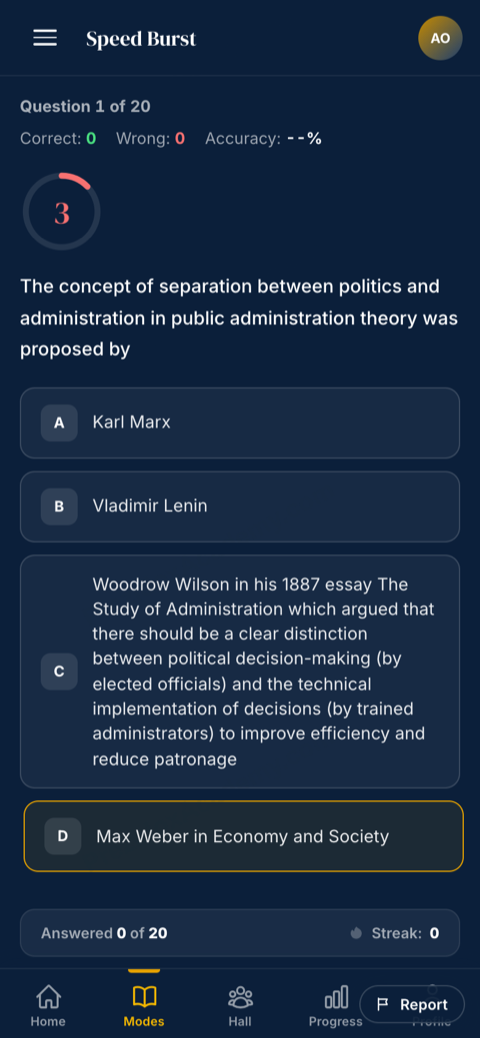 Speed Burst
AO
Question 1 of 20
Correct: 0 Wrong: 0 Accuracy: --%
3
The concept of separation between politics and
administration in public administration theory was
proposed by
A Karl Marx
B Vladimir Lenin
Woodrow Wilson in his 1887 essay The
Study of Administration which argued that
there should be a clear distinction
C between political decision-making (by
elected officials) and the technical
implementation of decisions (by trained
administrators) to improve efficiency and
reduce patronage
D Max Weber in Economy and Society
Answered 0 of 20 Streak: 0
Report
Home Modes Hall Progress Profile